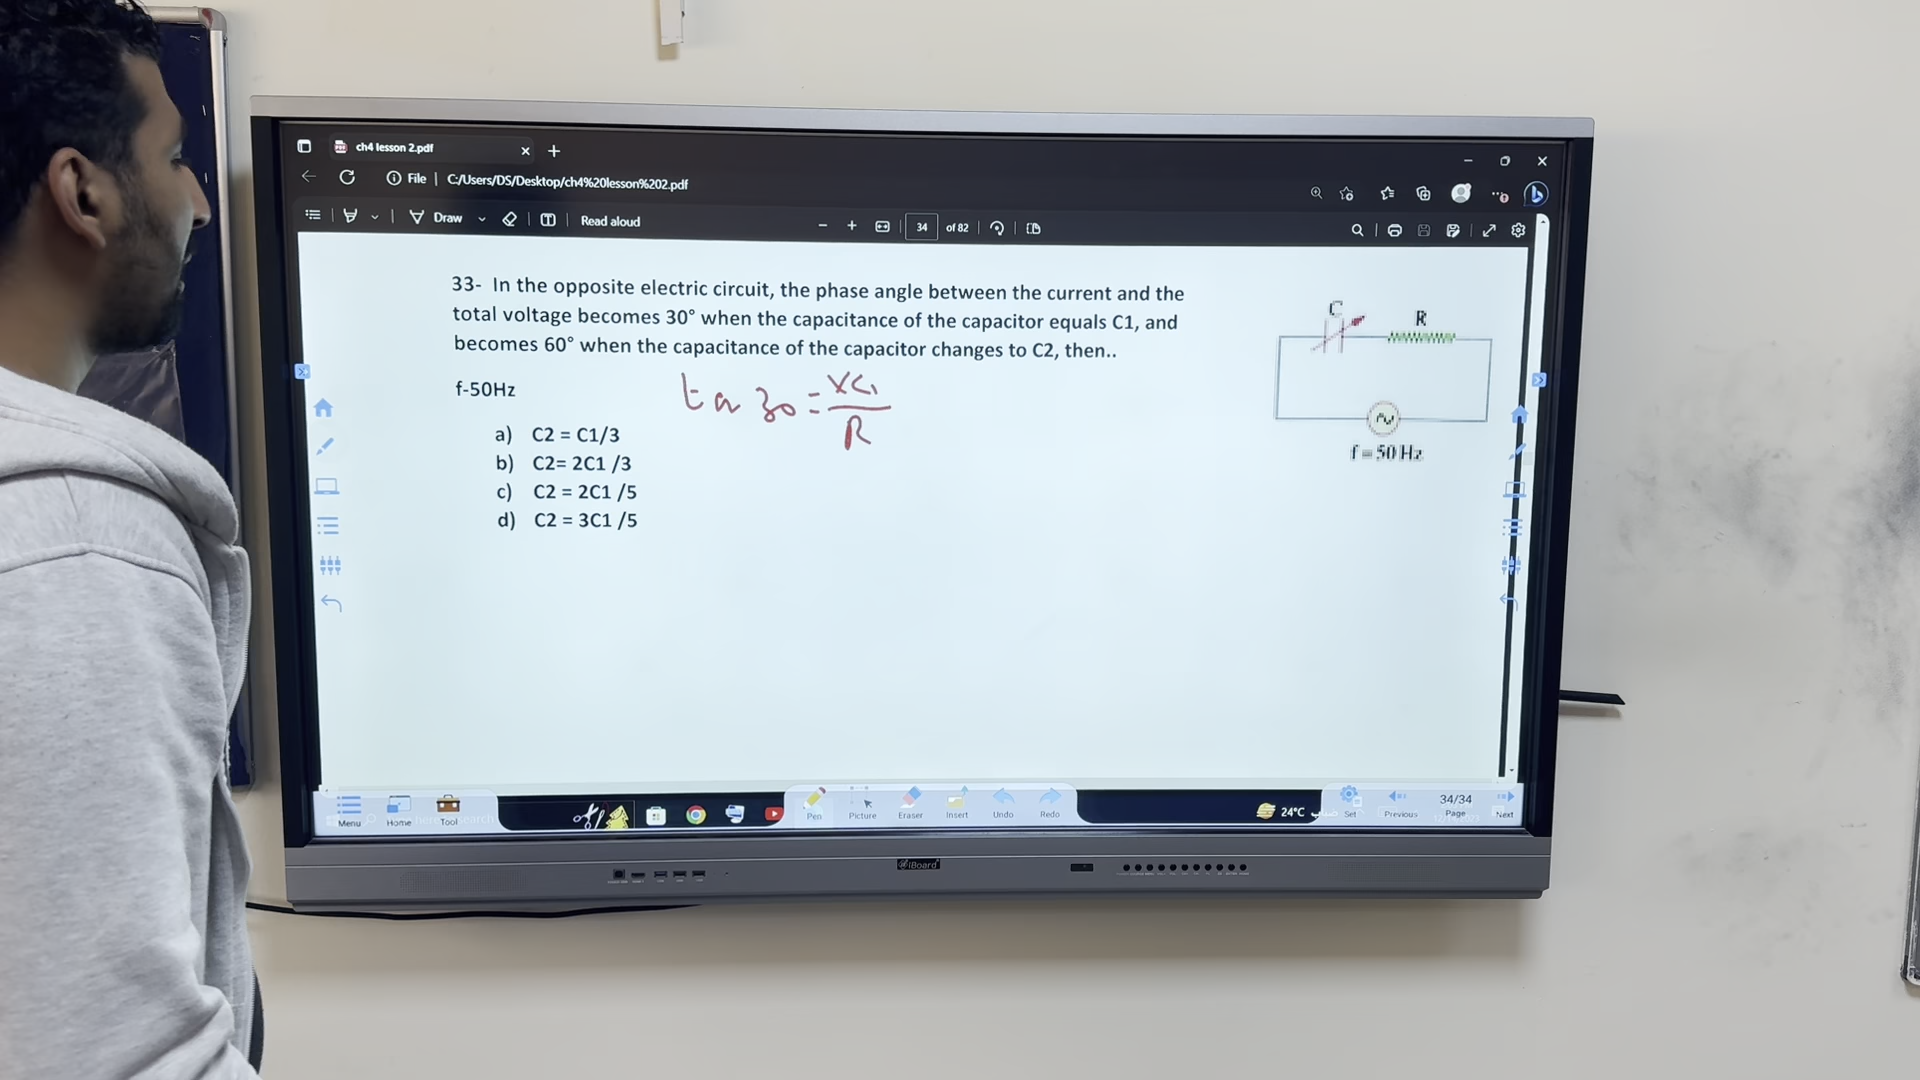 ch4 lesson 2.pdf
File | C:/Users/DS/Desktop/ch4%20lesson%202.pdf
Draw
Read aloud
34 of 82
33- In the opposite electric circuit, the phase angle between the current and the
total voltage becomes 30° when the capacitance of the capacitor equals C1, and
becomes 60° when the capacitance of the capacitor changes to C2, then..
f-50Hz
tan 30 = XC1 / R
a) C2 = C1/3
b) C2= 2C1 /3
c) C2 = 2C1 /5
d) C2 = 3C1 /5
C
R
f=50 Hz
Menu
Home
Tool
Pen
Picture
Eraser
Insert
Undo
Redo
24°C
Set
Previous
34/34
Page
Next
iBoard